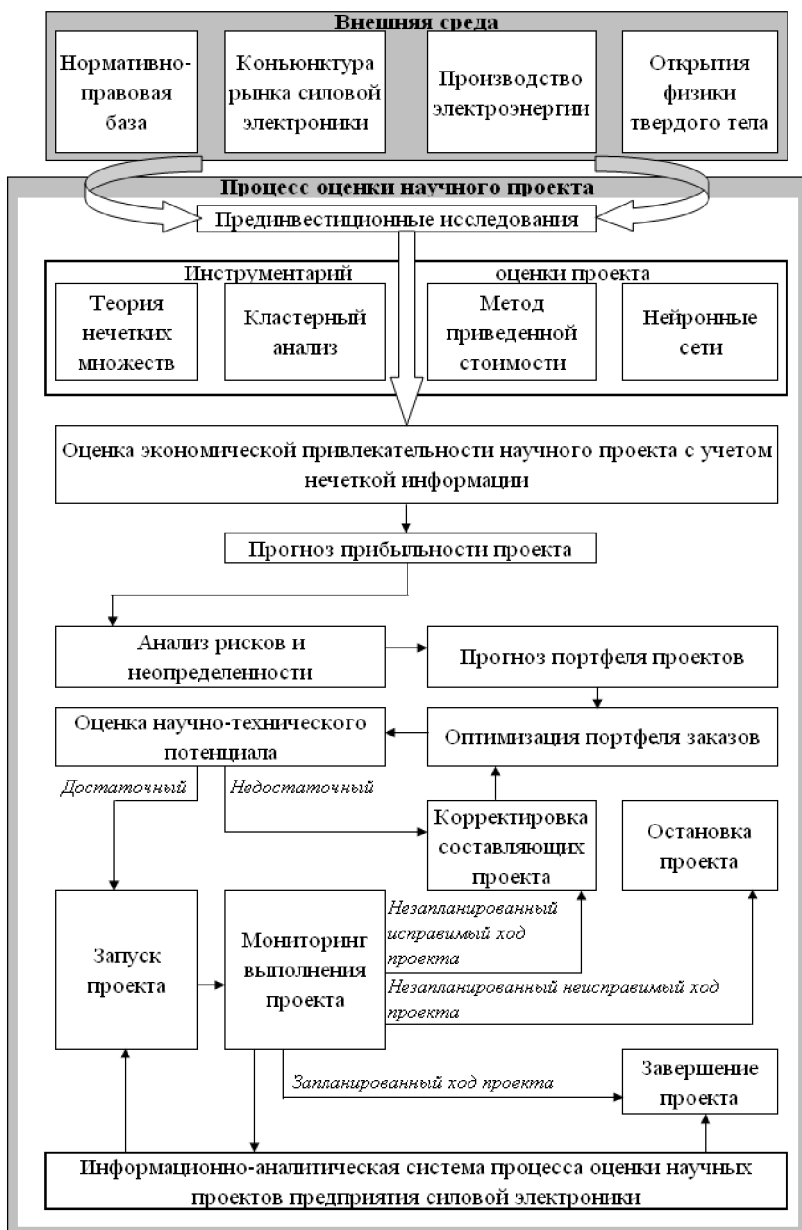 Внешняя среда
Нормативно-
правовая
база
Коньюнктура
рынка силовой
электроники
Производство
электроэнергии
Открытия
физики
твердого тела
Процесс оценки научного проекта
Прединвестиционные исследования
Инструментарий оценки проекта
Теория
нечетких
множеств
Кластерный
анализ
Метод
приведенной
стоимости
Нейронные
сети
Оценка экономической привлекательности научного проекта с учетом
нечеткой информации
Прогноз прибыльности проекта
Анализ рисков и
неопределенности
Прогноз портфеля проектов
Оценка научно-технического
потенциала
Оптимизация портфеля заказов
Достаточный
Недостаточный
Корректировка
составляющих
проекта
Остановка
проекта
Запуск
проекта
Мониторинг
выполнения
проекта
Незапланированный
исправимый ход
проекта
Незапланированный неисправимый ход
проекта
Запланированный ход проекта
Завершение
проекта
Информационно-аналитическая система процесса оценки научных
проектов предприятия силовой электроники